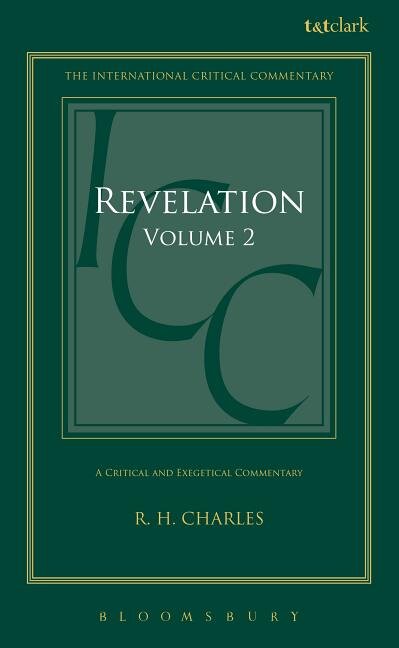 t&tclark
THE INTERNATIONAL CRITICAL COMMENTARY
ICC
REVELATION
VOLUME 2
A CRITICAL AND EXEGETICAL COMMENTARY
R. H. CHARLES
BLOOMSBURY